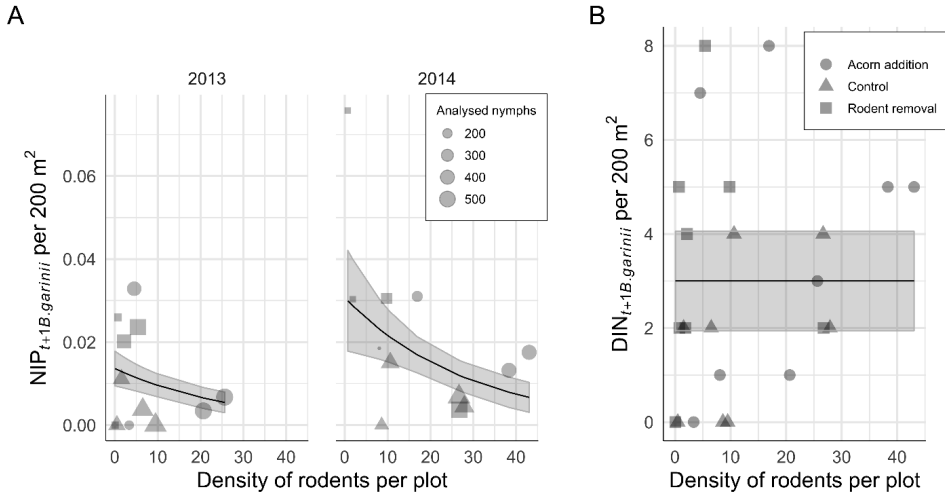 A
2013
2014
NIPt+1B.garinii per 200 m2
0.06
0.04
0.02
0.00
Analysed nymphs
200
300
400
500
0 10 20 30 40
0 10 20 30 40
Density of rodents per plot
B
DINt+1B.garinii per 200 m2
8
6
4
2
0
Acorn addition
Control
Rodent removal
0 10 20 30 40
Density of rodents per plot